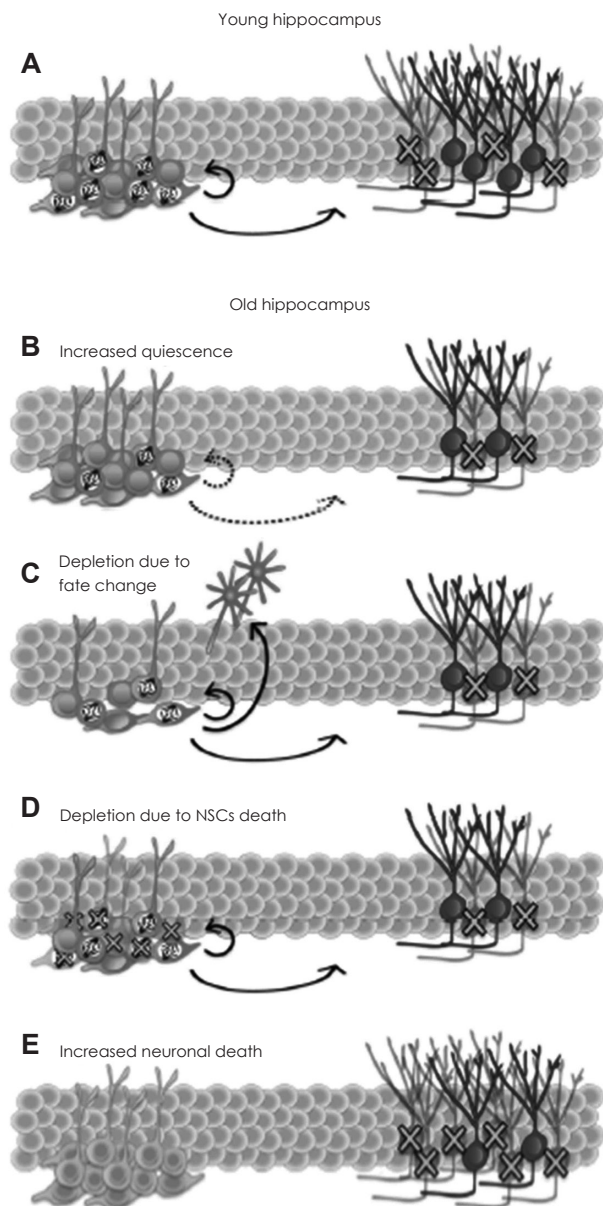 Young hippocampus
A
Old hippocampus
B Increased quiescence
C Depletion due to
fate change
D Depletion due to NSCs death
E Increased neuronal death